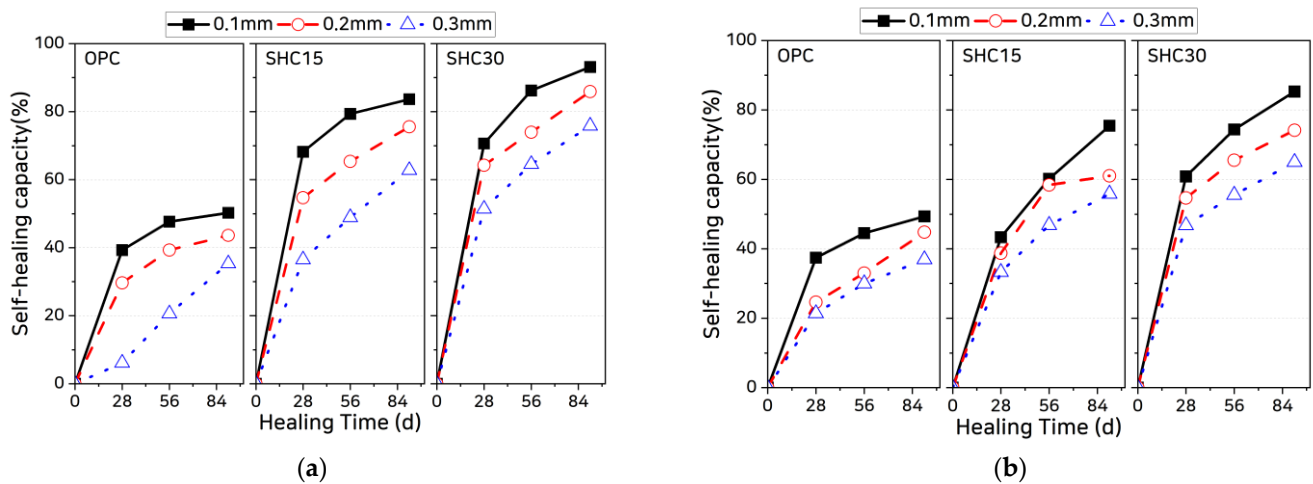 0.1mm 0.2mm 0.3mm
OPC SHC15 SHC30
Self-healing capacity(%)
100
80
60
40
20
0
0 28 56 84 0 28 56 84 0 28 56 84
Healing Time (d)
(a)
0.1mm 0.2mm 0.3mm
OPC SHC15 SHC30
Self-healing capacity(%)
100
80
60
40
20
0
0 28 56 84 0 28 56 84 0 28 56 84
Healing Time (d)
(b)